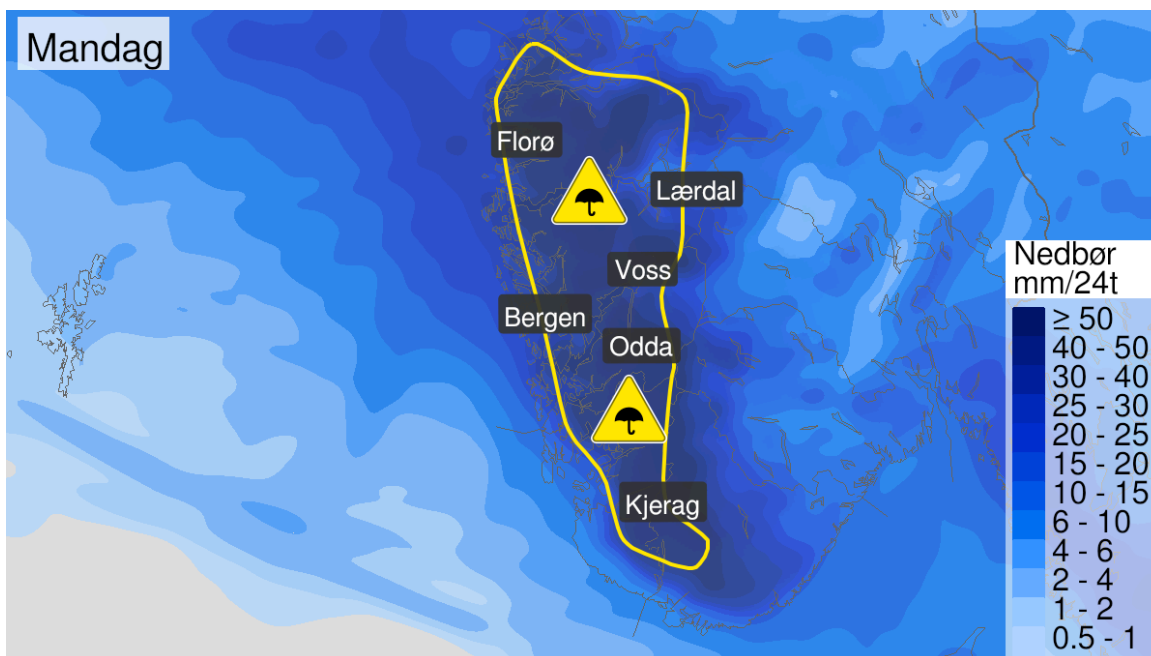 Mandag
Florø
Lærdal
Voss
Bergen
Odda
Kjerag
Nedbør
mm/24t
≥ 50
40 - 50
30 - 40
25 - 30
20 - 25
15 - 20
10 - 15
6 - 10
4 - 6
2 - 4
1 - 2
0.5 - 1